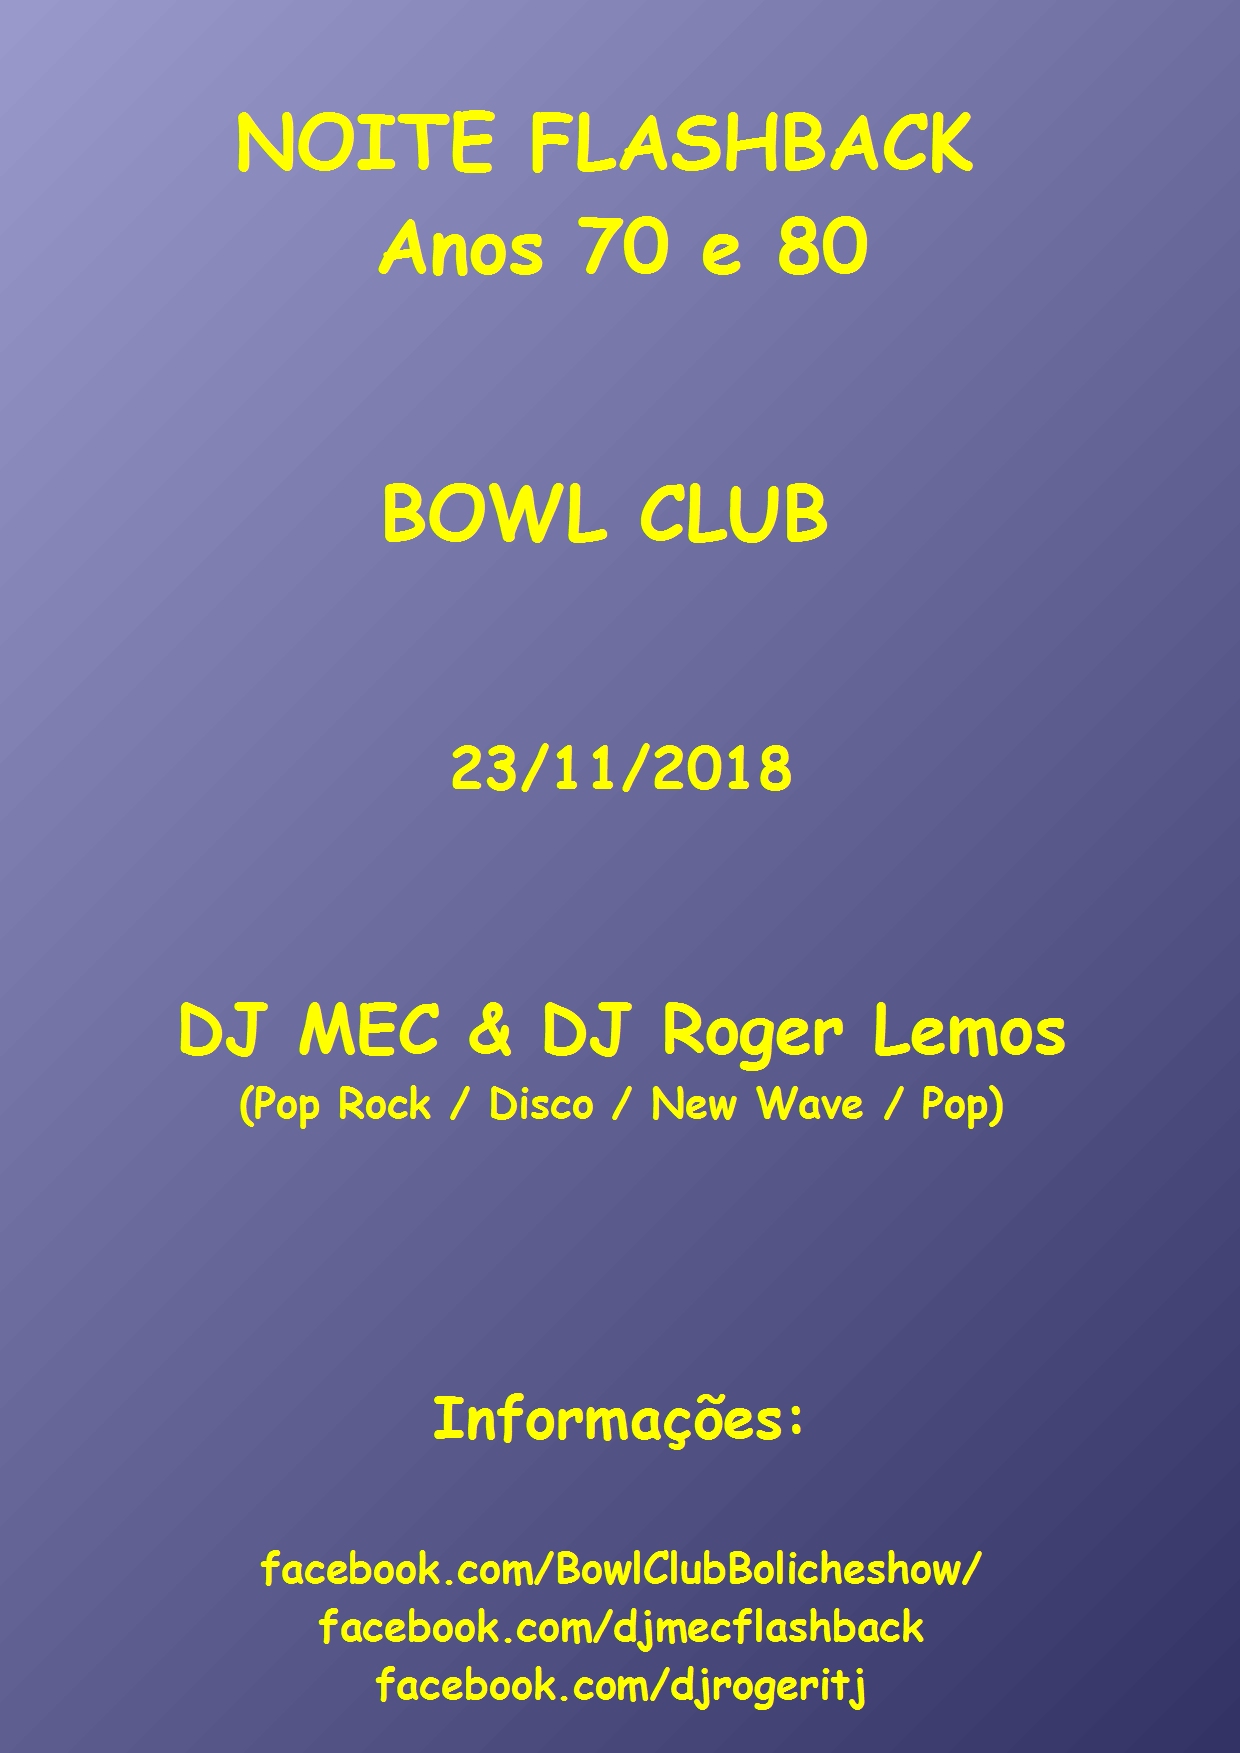 NOITE FLASHBACK
Anos 70 e 80
BOWL CLUB
23/11/2018
DJ MEC & DJ Roger Lemos
(Pop Rock / Disco / New Wave / Pop)
Informações:
facebook.com/BowlClubBolicheshow/
facebook.com/djmecflashback
facebook.com/djrogeritj